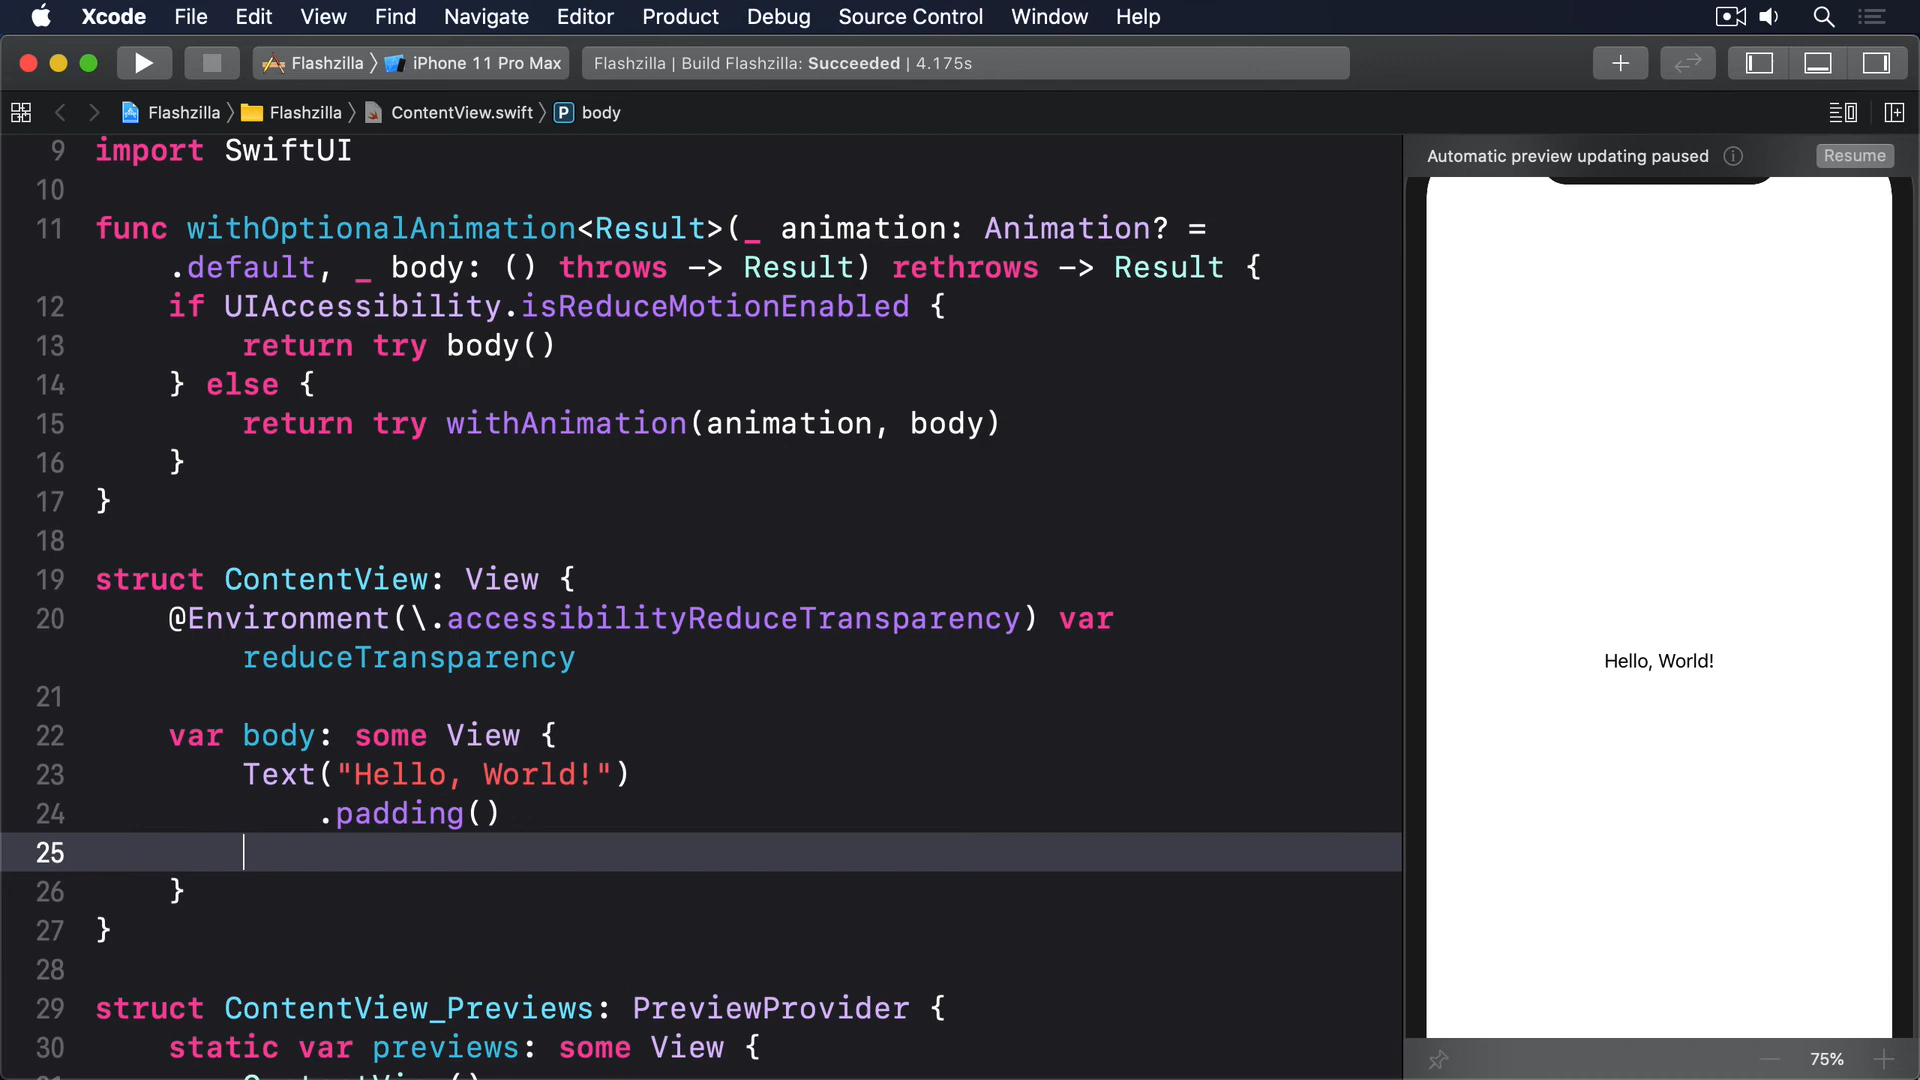 Xcode File Edit View Find Navigate Editor Product Debug Source Control Window Help
Flashzilla 〉 iPhone 11 Pro Max
Flashzilla | Build Flashzilla: Succeeded | 4.175s
Flashzilla 〉 Flashzilla 〉 ContentView.swift 〉 P body
Automatic preview updating paused Resume
9 import SwiftUI
10
11 func withOptionalAnimation<Result>(_ animation: Animation? =
.default, _ body: () throws -> Result) rethrows -> Result {
12 if UIAccessibility.isReduceMotionEnabled {
13 return try body()
14 } else {
15 return try withAnimation(animation, body)
16 }
17 }
18
19 struct ContentView: View {
20 @Environment(\.accessibilityReduceTransparency) var
reduceTransparency
21
22 var body: some View {
23 Text("Hello, World!")
24 .padding()
25
26 }
27 }
28
29 struct ContentView_Previews: PreviewProvider {
30 static var previews: some View {
Hello, World!
75%